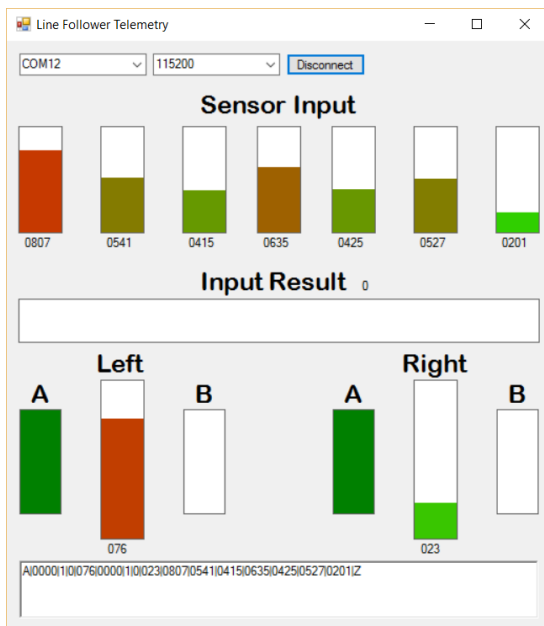 Line Follower Telemetry
COM12 115200 Disconnect
Sensor Input
0807 0541 0415 0635 0425 0527 0201
Input Result 0
Left Right
A B A B
076 023
A|0000|1|0|076|0000|1|0|023|0807|0541|0415|0635|0425|0527|0201|Z